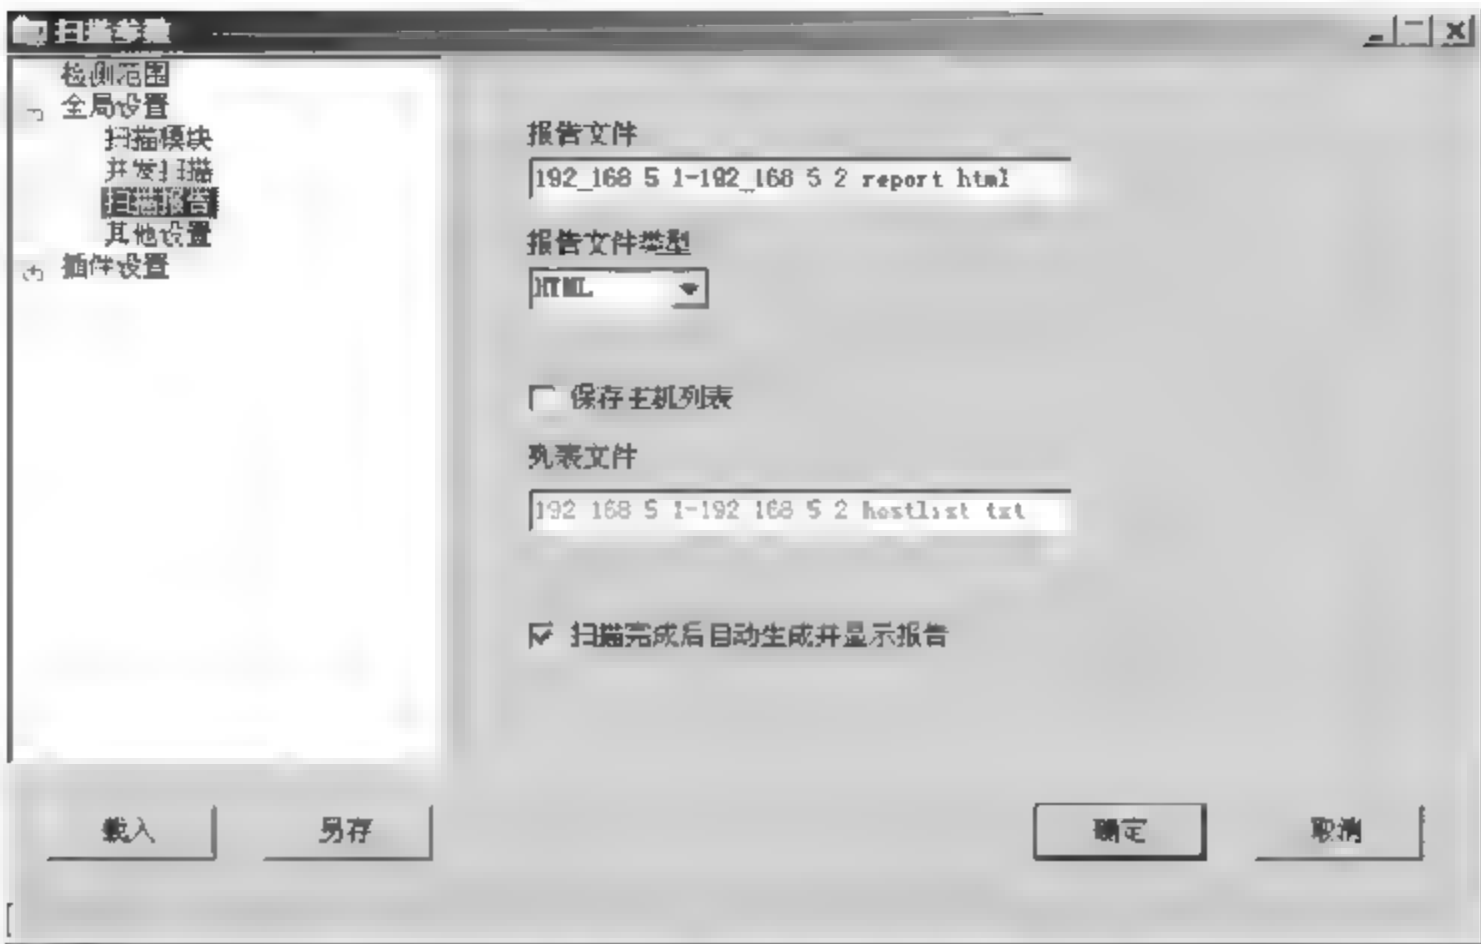 扫描参数
检测范围
全局设置
扫描模块
并发扫描
扫描报告
其他设置
插件设置
报告文件
192_168 5 1-192_168 5 2 report html
报告文件类型
HTML
保存主机列表
列表文件
192 168 5 1-192 168 5 2 hostlist txt
扫描完成后自动生成并显示报告
载入
另存
确定
取消